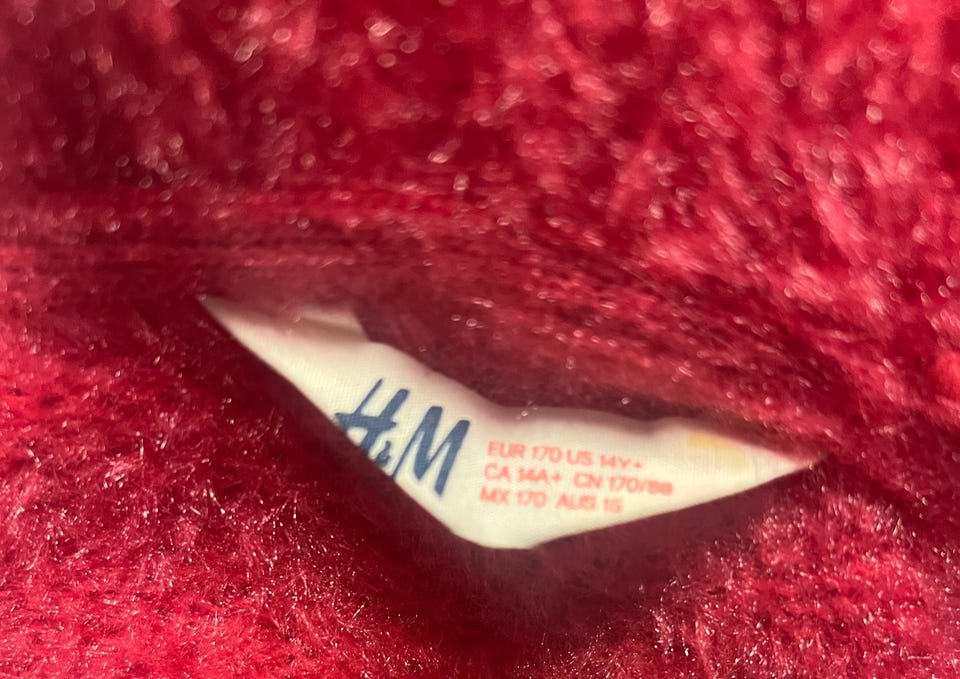 H&M
EUR 170 US 14Y+
CA 14A+ CN 170/88
MX 170 AUS 15